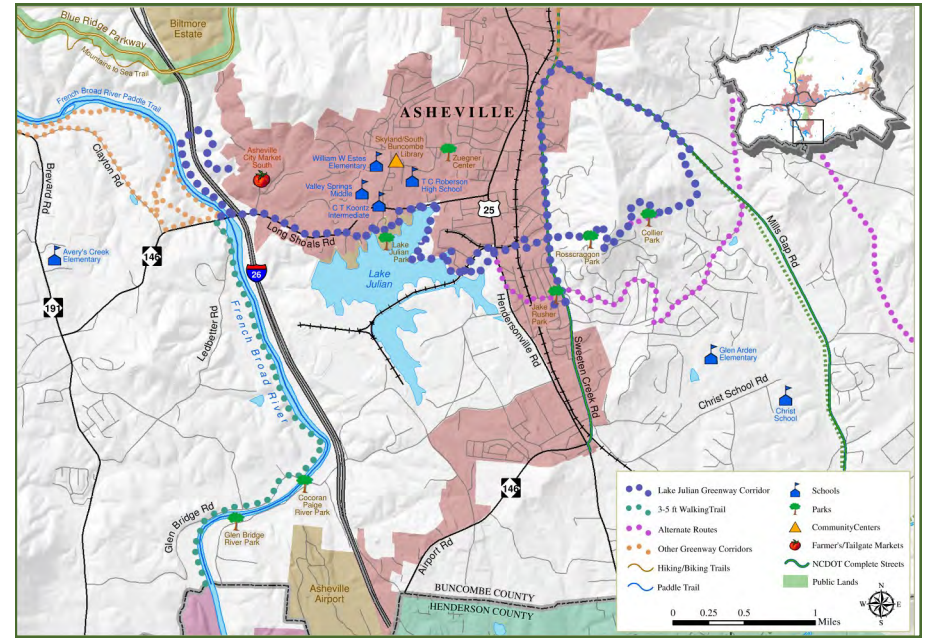 Blue Ridge Parkway
Biltmore
Estate
Mountains to Sea Trail
French Broad River Paddle Trail
ASHEVILLE
Asheville
City Market
South
Skyland/South
Buncombe
Library
Zuegner
Center
William W Estes
Elementary
T C Roberson
High School
Valley Springs
Middle
C T Koontz
Intermediate
Clayton Rd
Brevard Rd
25
Long Shoals Rd
Lake
Julian
Park
Collier
Park
Rosscraggon
Park
Mills Gap Rd
Avery's Creek
Elementary
146
26
Lake
Julian
191
Ledbetter Rd
French Broad River
Hendersonville Rd
Jake
Rusher
Park
Sweeten Creek Rd
Glen Arden
Elementary
Christ School Rd
Christ
School
Cocoran
Paige
River Park
Glen Bridge Rd
Glen Bridge
River Park
146
Airport Rd
Asheville
Airport
BUNCOMBE COUNTY
HENDERSON COUNTY
Lake Julian Greenway Corridor
3-5 ft WalkingTrail
Alternate Routes
Other Greenway Corridors
Hiking/Biking Trails
Paddle Trail
Schools
Parks
CommunityCenters
Farmer's/Tailgate Markets
NCDOT Complete Streets
Public Lands
N
W
E
S
0 0.25 0.5 1
Miles